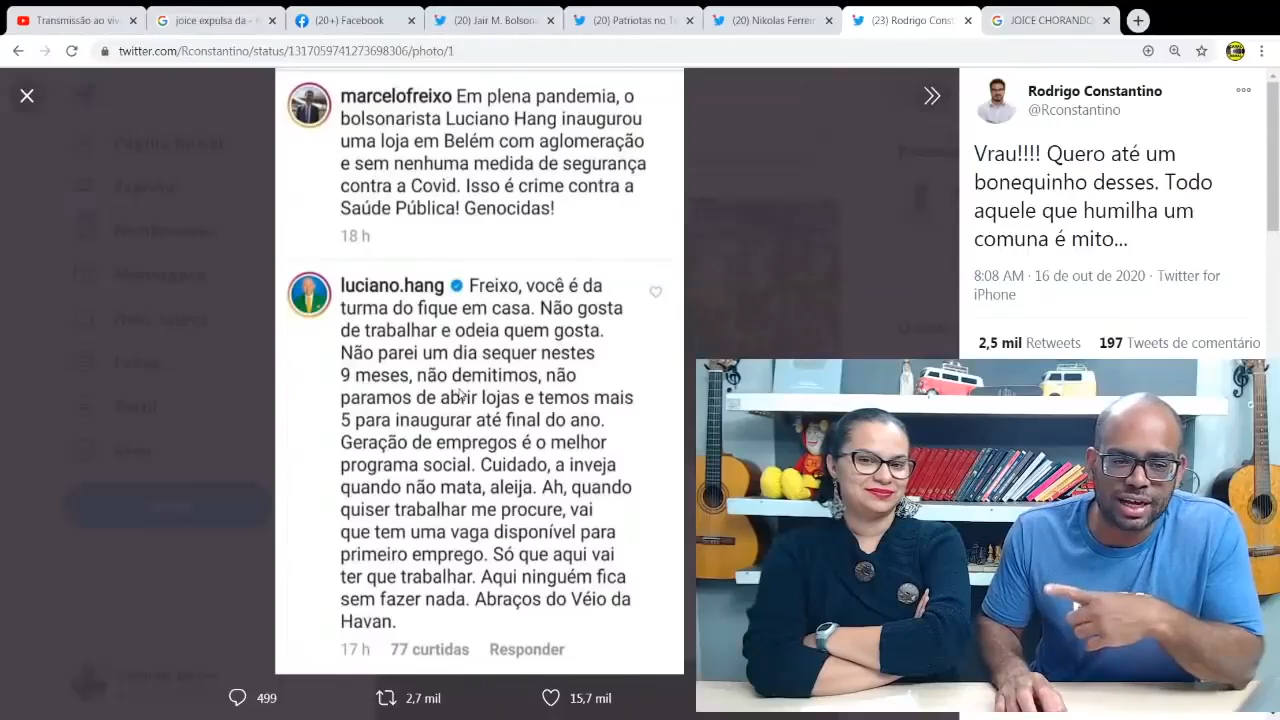 Transmissão ao viv
joice expulsa da -
(20+) Facebook
(20) Jair M. Bolsona
(20) Patriotas no Te
(20) Nikolas Ferreir
(23) Rodrigo Const
JOICE CHORANDO
twitter.com/Rconstantino/status/1317059741273698306/photo/1
marcelofreixo Em plena pandemia, o
bolsonarista Luciano Hang inaugurou
uma loja em Belém com aglomeração
e sem nenhuma medida de segurança
contra a Covid. Isso é crime contra a
Saúde Pública! Genocidas!
18 h
luciano.hang Freixo, você é da
turma do fique em casa. Não gosta
de trabalhar e odeia quem gosta.
Não parei um dia sequer nestes
9 meses, não demitimos, não
paramos de abrir lojas e temos mais
5 para inaugurar até final do ano.
Geração de empregos é o melhor
programa social. Cuidado, a inveja
quando não mata, aleija. Ah, quando
quiser trabalhar me procure, vai
que tem uma vaga disponível para
primeiro emprego. Só que aqui vai
ter que trabalhar. Aqui ninguém fica
sem fazer nada. Abraços do Véio da
Havan.
17 h 77 curtidas Responder
499 2,7 mil 15,7 mil
Rodrigo Constantino
@Rconstantino
Vrau!!!! Quero até um
bonequinho desses. Todo
aquele que humilha um
comuna é mito...
8:08 AM · 16 de out de 2020 · Twitter for
iPhone
2,5 mil Retweets 197 Tweets de comentário